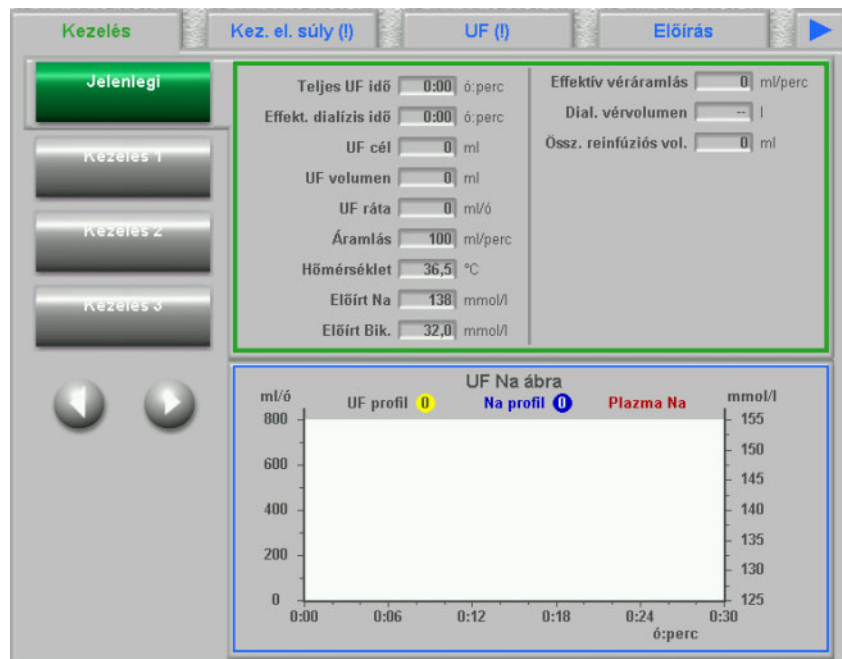 Kezelés Kez. el. súly (!) UF (!) Előírás
Jelenlegi
Kezelés 1
Kezelés 2
Kezelés 3
Teljes UF idő 0:00 ó:perc
Effekt. dialízis idő 0:00 ó:perc
UF cél 0 ml
UF volumen 0 ml
UF ráta 0 ml/ó
Áramlás 100 ml/perc
Hőmérséklet 36,5 °C
Előírt Na 138 mmol/l
Előírt Bik. 32,0 mmol/l
Effektív véráramlás 0 ml/perc
Dial. vérvolumen -- l
Össz. reinfúziós vol. 0 ml
UF Na ábra
ml/ó UF profil 0 Na profil 0 Plazma Na mmol/l
800
600
400
200
0
155
150
145
140
135
130
125
0:00 0:06 0:12 0:18 0:24 0:30
ó:perc